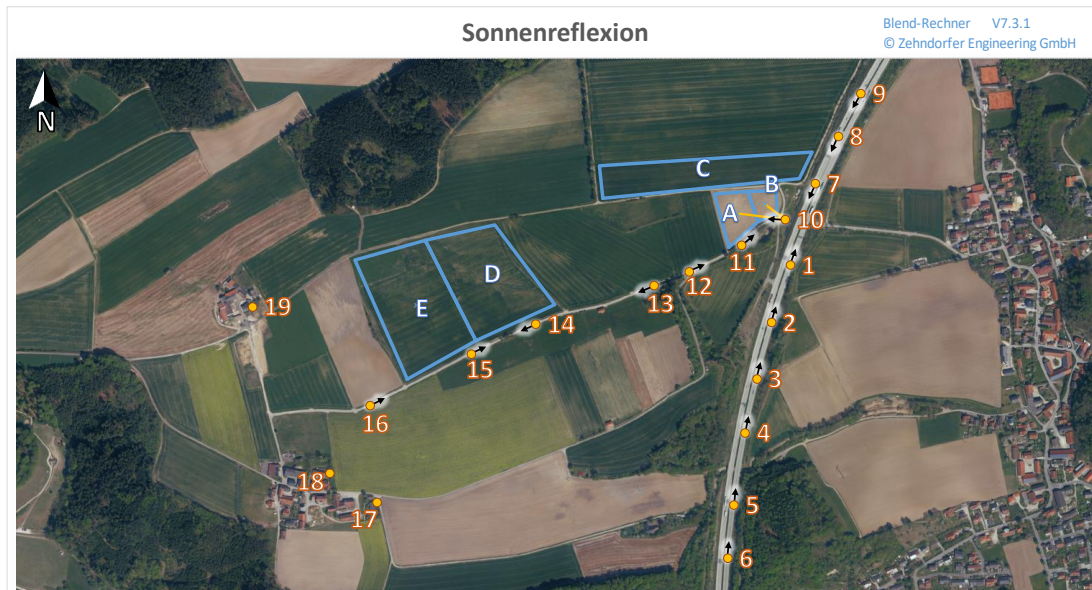 Sonnenreflexion
Blend-Rechner V7.3.1
© Zehndorfer Engineering GmbH
N
9
8
C
7
B
A
10
11
1
D
12
19
E
13
14
2
15
3
16
4
18
17
5
6